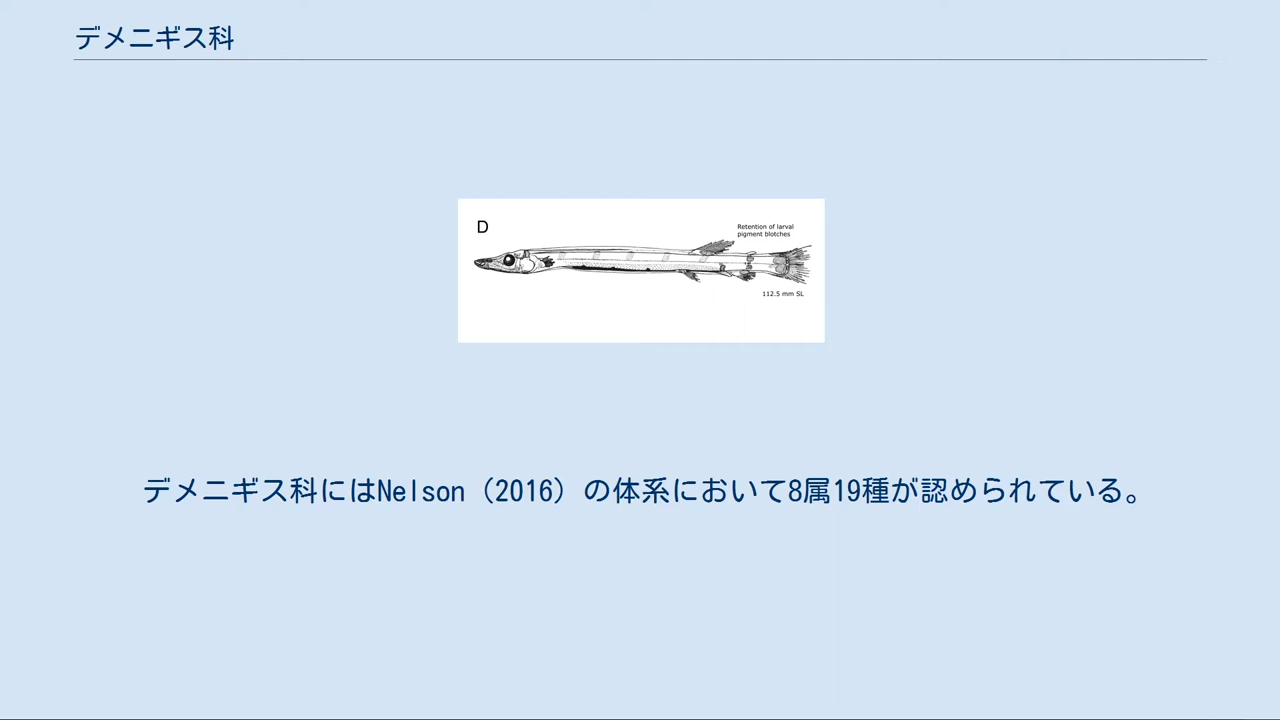 デメニギス科
D
Retention of larval
pigment blotches
112.5 mm SL
デメニギス科にはNelson（2016）の体系において8属19種が認められている。